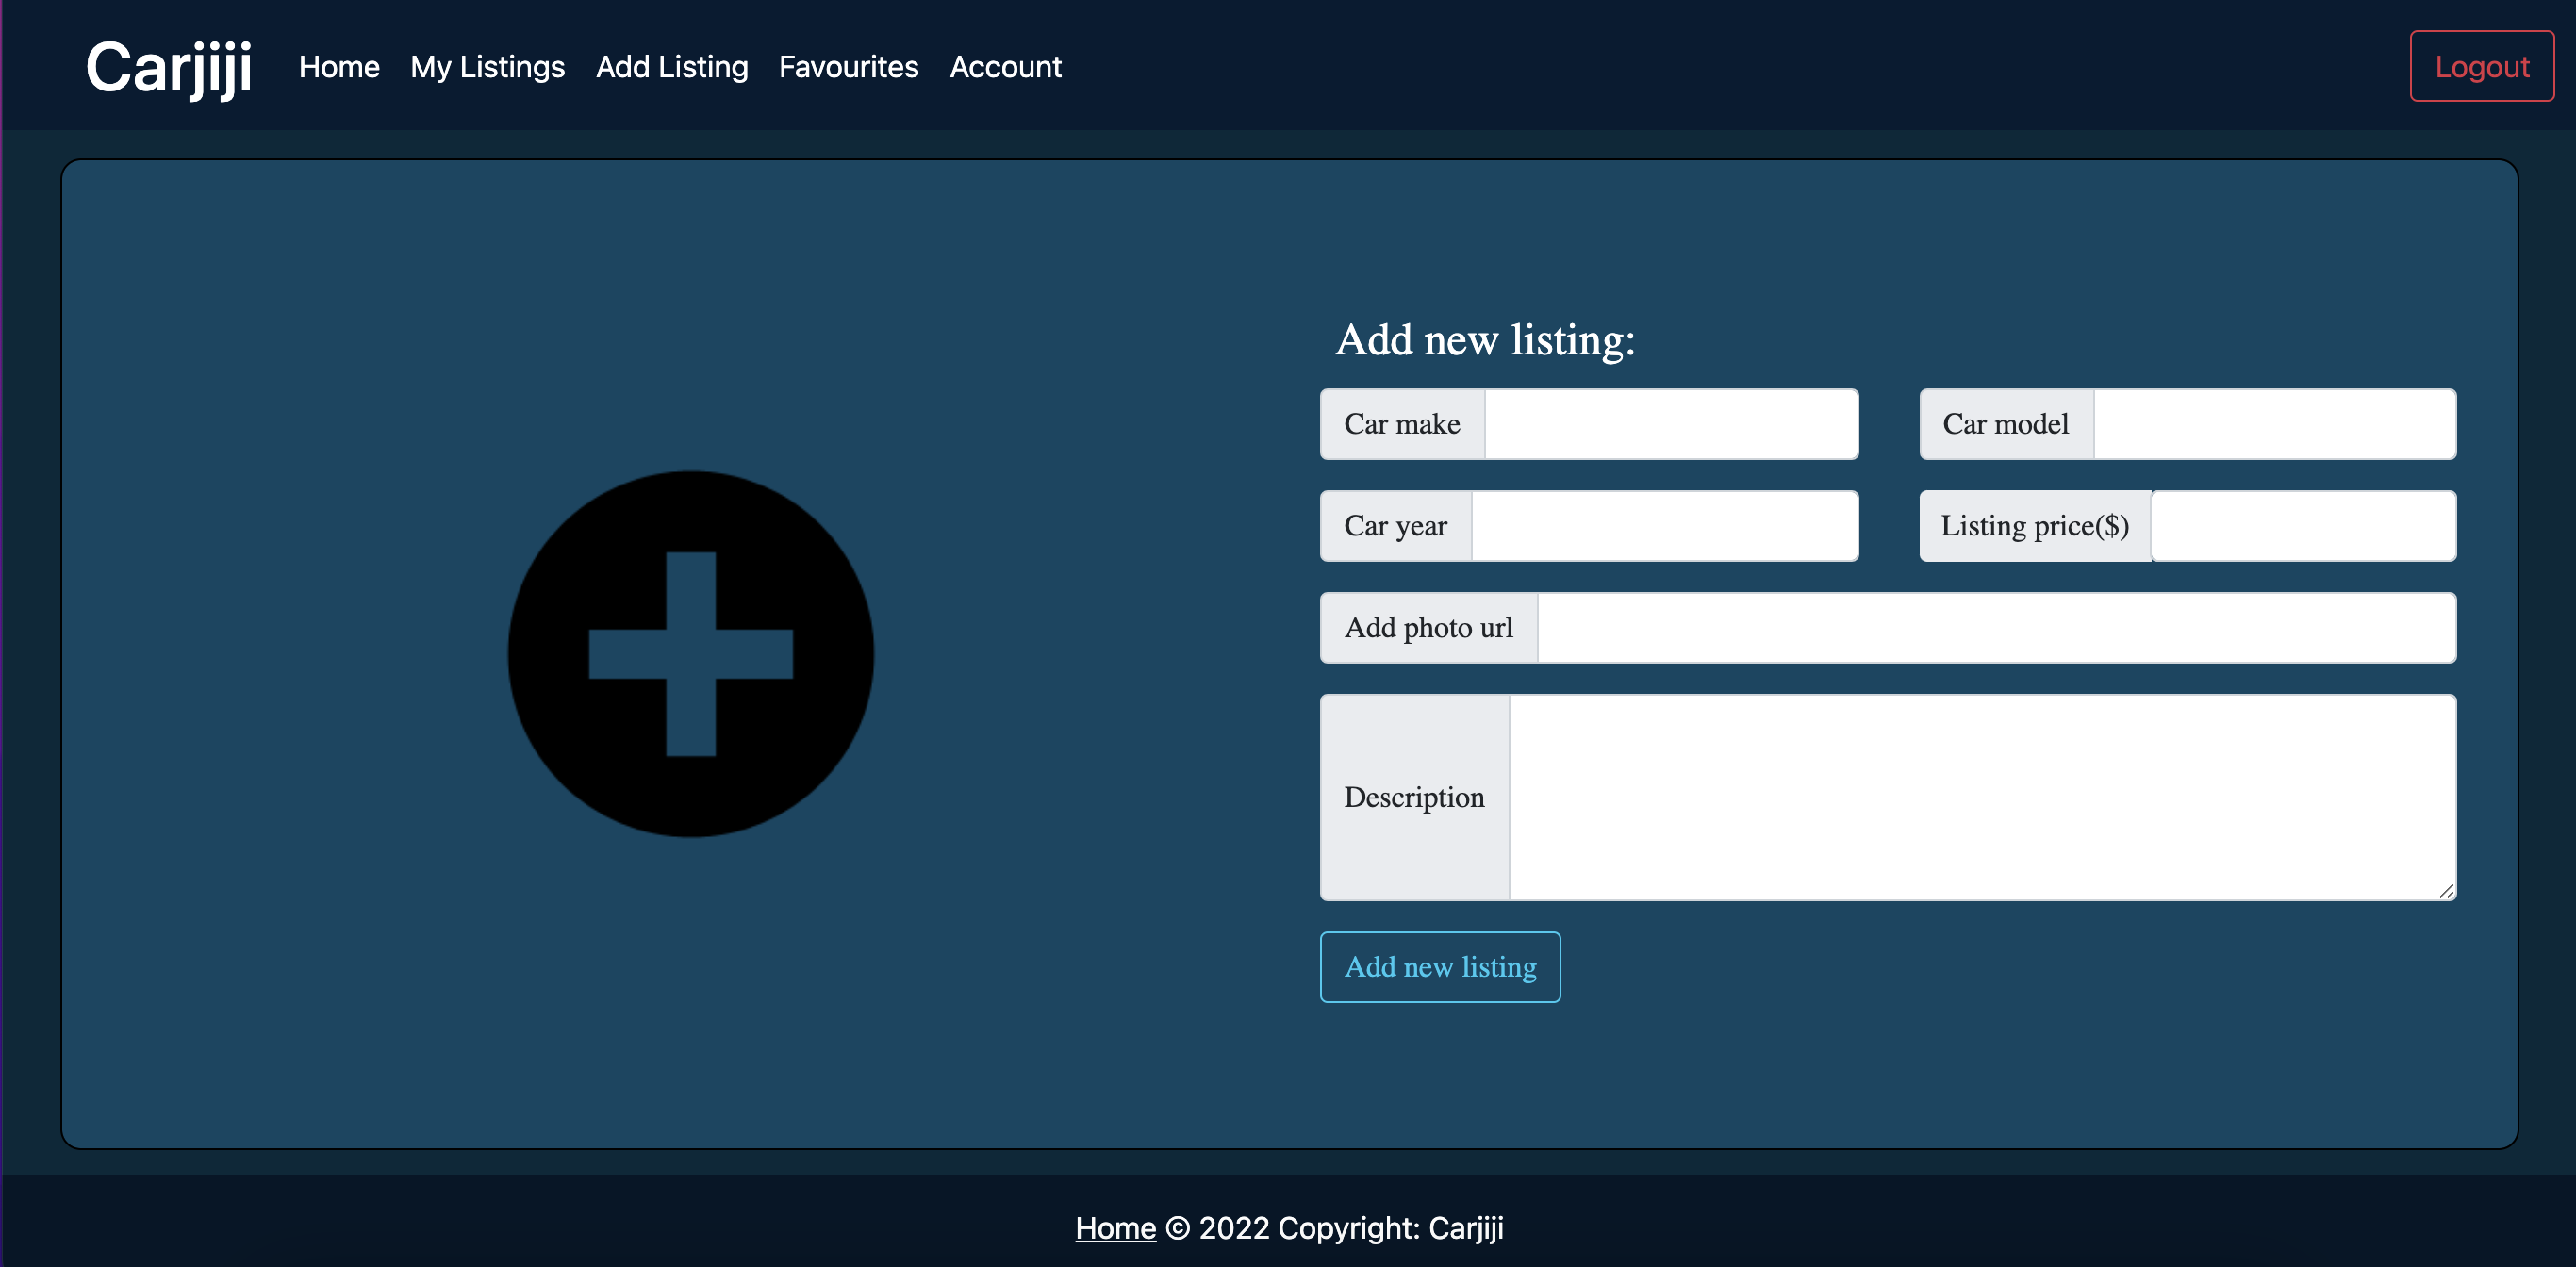 Carjiji Home My Listings Add Listing Favourites Account Logout
Add new listing:
Car make Car model
Car year Listing price($)
Add photo url
Description
Add new listing
Home © 2022 Copyright: Carjiji